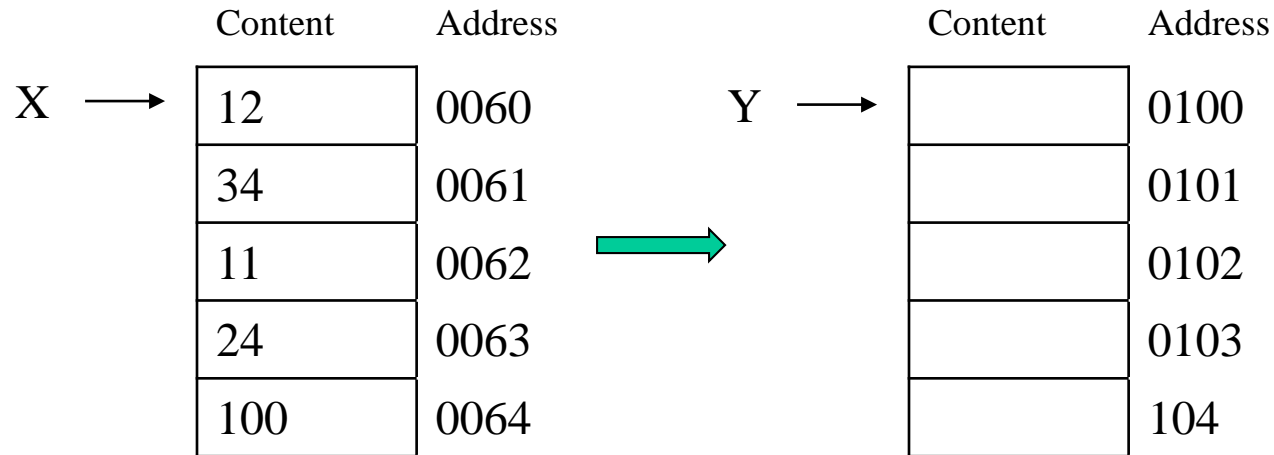 Content Address Content Address
X 12 0060 Y 0100
34 0061 0101
11 0062 0102
24 0063 0103
100 0064 104